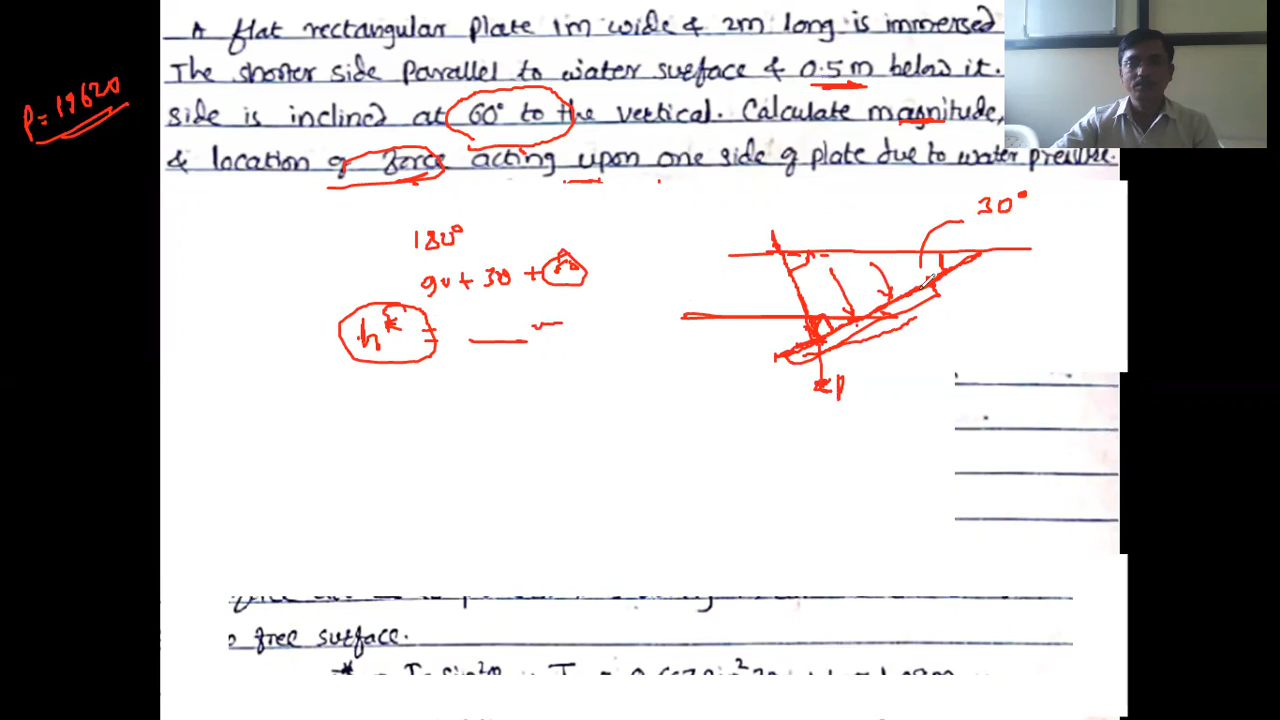 A flat rectangular plate 1m wide & 2m long is immersed
The shorter side parallel to water surface & 0.5 m below it.
side is inclined at 60° to the vertical. Calculate magnitude,
& location of force acting upon one side of plate due to water pressure.
P=19620
180°
90 + 30 +
h* =
30°
P
free surface.